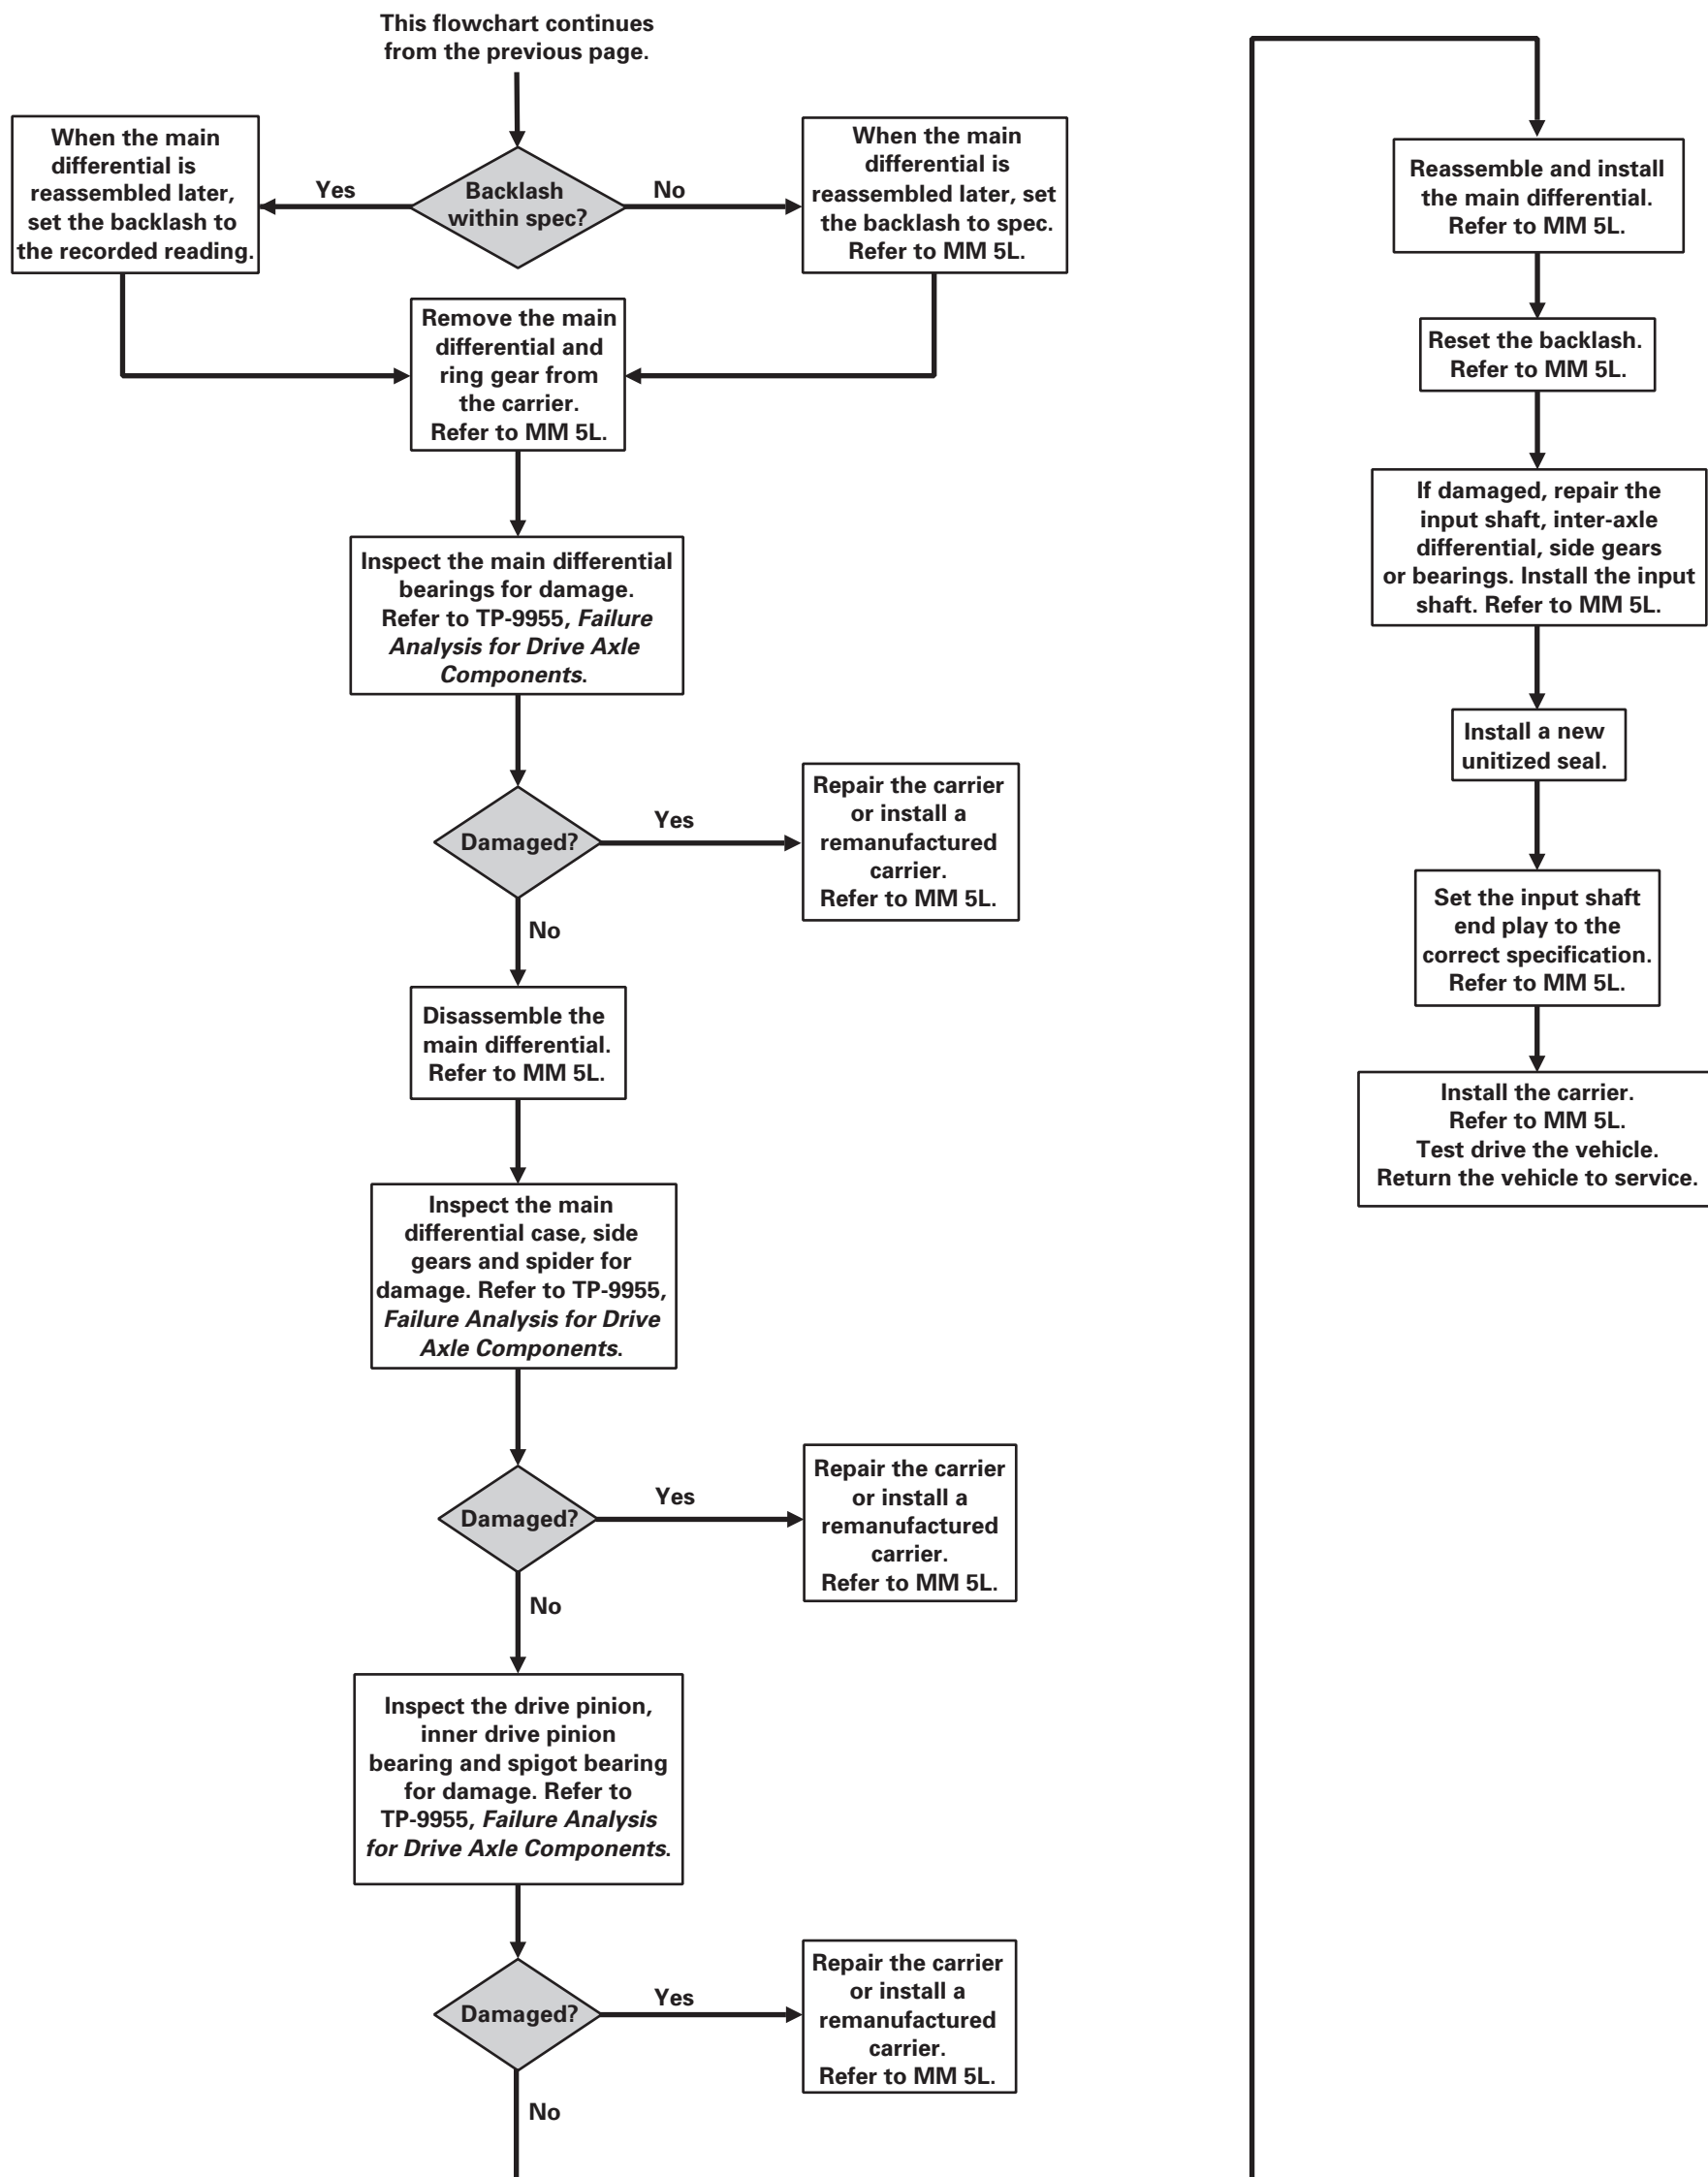 This flowchart continues
from the previous page.
When the main
differential is
reassembled later,
set the backlash to
the recorded reading.
Yes
Backlash
within spec?
No
When the main
differential is
reassembled later, set
the backlash to spec.
Refer to MM 5L.
Remove the main
differential and
ring gear from
the carrier.
Refer to MM 5L.
Inspect the main differential
bearings for damage.
Refer to TP-9955, Failure
Analysis for Drive Axle
Components.
Damaged?
Yes
Repair the carrier
or install a
remanufactured
carrier.
Refer to MM 5L.
No
Disassemble the
main differential.
Refer to MM 5L.
Inspect the main
differential case, side
gears and spider for
damage. Refer to TP-9955,
Failure Analysis for Drive
Axle Components.
Damaged?
Yes
Repair the carrier
or install a
remanufactured
carrier.
Refer to MM 5L.
No
Inspect the drive pinion,
inner drive pinion
bearing and spigot bearing
for damage. Refer to
TP-9955, Failure Analysis
for Drive Axle Components.
Damaged?
Yes
Repair the carrier
or install a
remanufactured
carrier.
Refer to MM 5L.
No
Reassemble and install
the main differential.
Refer to MM 5L.
Reset the backlash.
Refer to MM 5L.
If damaged, repair the
input shaft, inter-axle
differential, side gears
or bearings. Install the input
shaft. Refer to MM 5L.
Install a new
unitized seal.
Set the input shaft
end play to the
correct specification.
Refer to MM 5L.
Install the carrier.
Refer to MM 5L.
Test drive the vehicle.
Return the vehicle to service.